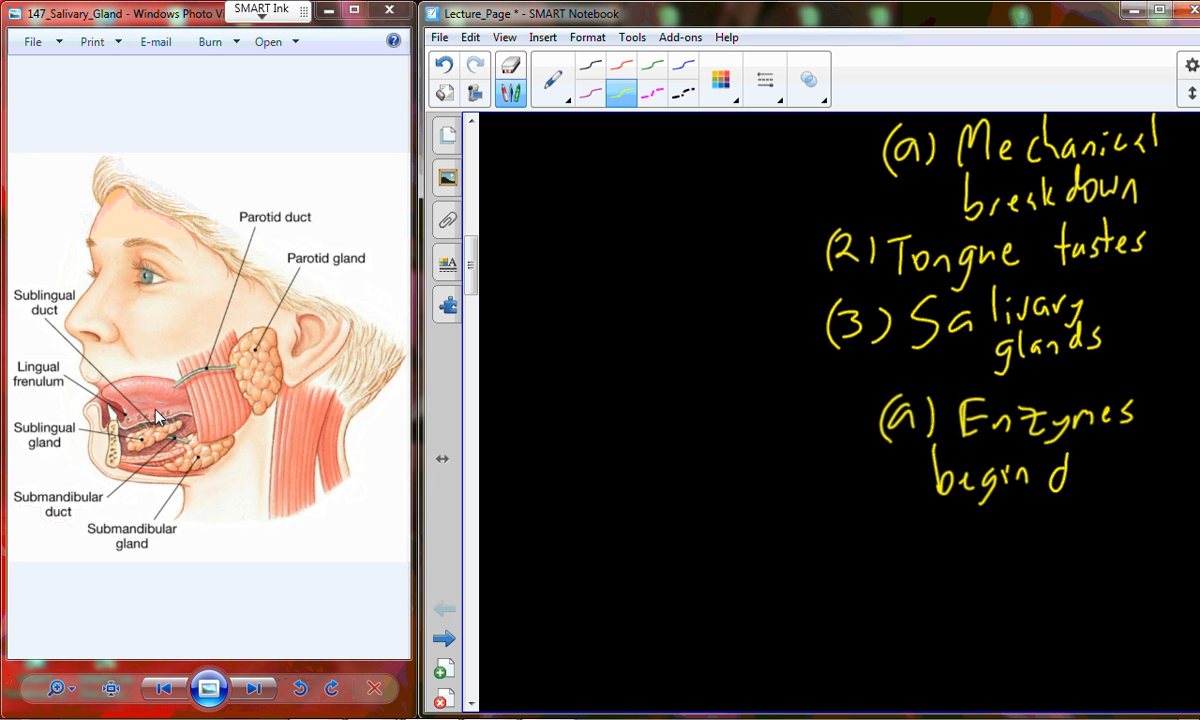 147_Salivary_Gland - Windows Photo Vi
SMART Ink
File Print E-mail Burn Open
Parotid duct
Parotid gland
Sublingual
duct
Lingual
frenulum
Sublingual
gland
Submandibular
duct
Submandibular
gland
Lecture_Page * - SMART Notebook
File Edit View Insert Format Tools Add-ons Help
(a) Mechanical
breakdown
(2) Tongue tastes
(3) Salivary
glands
(a) Enzymes
begin d